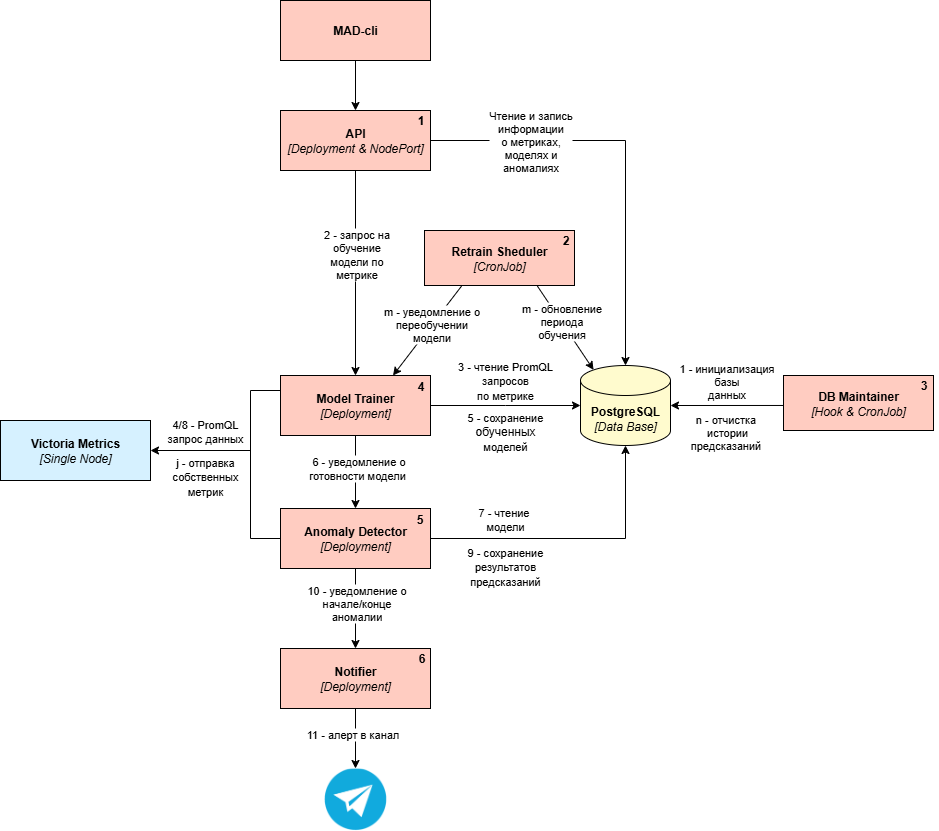 MAD-cli
1
API
[Deployment & NodePort]
Чтение и запись
информации
о метриках,
моделях и
аномалиях
2 - запрос на
обучение
модели по
метрике
2
Retrain Sheduler
[CronJob]
m - уведомление о
переобучении
модели
m - обновление
периода
обучения
4
Model Trainer
[Deployment]
3 - чтение PromQL
запросов
по метрике
5 - сохранение
обученных
моделей
PostgreSQL
[Data Base]
1 - инициализация
базы
данных
n - отчистка
истории
предсказаний
3
DB Maintainer
[Hook & CronJob]
Victoria Metrics
[Single Node]
4/8 - PromQL
запрос данных
j - отправка
собственных
метрик
6 - уведомление о
готовности модели
5
Anomaly Detector
[Deployment]
7 - чтение
модели
9 - сохранение
результатов
предсказаний
10 - уведомление о
начале/конце
аномалии
6
Notifier
[Deployment]
11 - алерт в канал